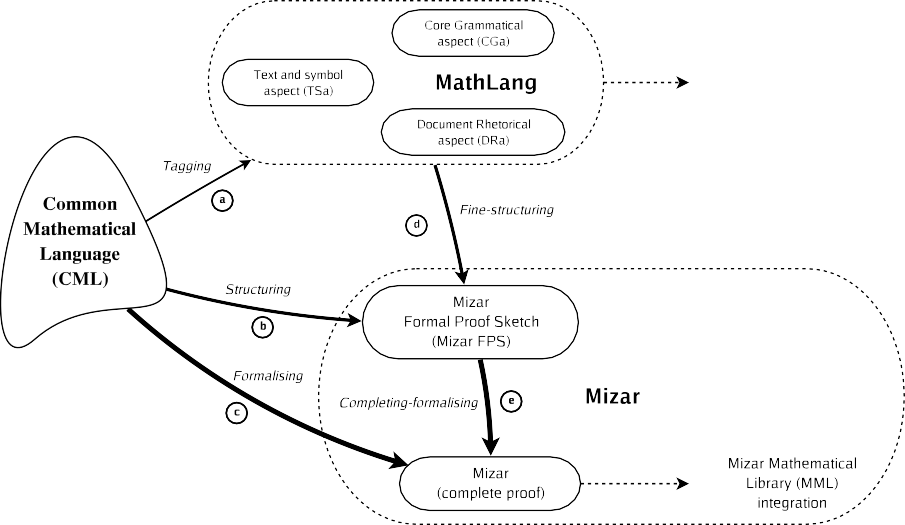 Core Grammatical
aspect (CGa)
Text and symbol
aspect (TSa)
MathLang
Document Rhetorical
aspect (DRa)
Tagging
a
Common
Mathematical
Language
(CML)
d
Fine-structuring
Structuring
b
Mizar
Formal Proof Sketch
(Mizar FPS)
Formalising
c
Completing-formalising
e
Mizar
Mizar
(complete proof)
Mizar Mathematical
Library (MML)
integration